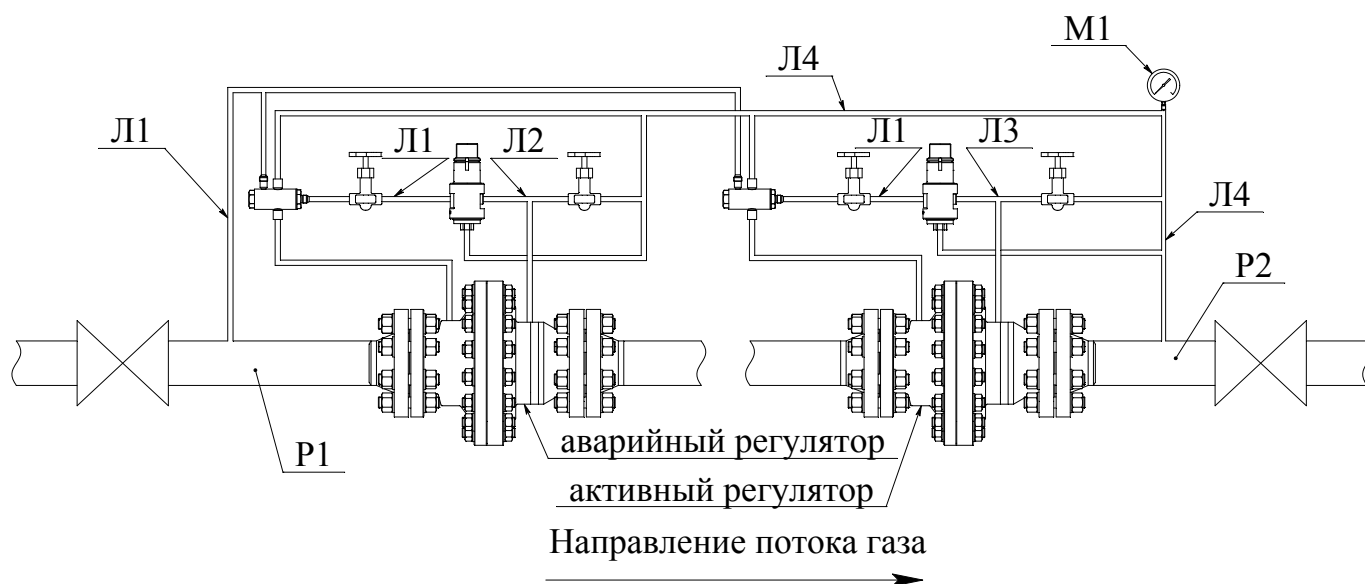 М1
Л4
Л1
Л1
Л2
Л1
Л3
Л4
Р2
Р1
аварийный регулятор
активный регулятор
Направление потока газа